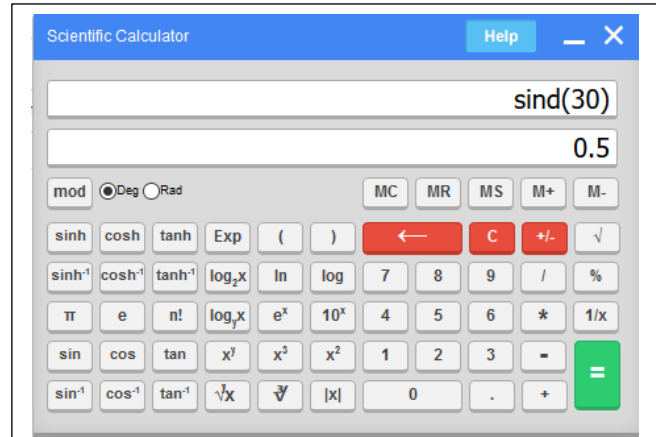 Scientific Calculator Help
sind(30)
0.5
mod Deg Rad MC MR MS M+ M-
sinh cosh tanh Exp ( ) ← C +/- √
sinh⁻¹ cosh⁻¹ tanh⁻¹ log₂x ln log 7 8 9 / %
π e n! logᵧx eˣ 10ˣ 4 5 6 * 1/x
sin cos tan xʸ x³ x² 1 2 3 - =
sin⁻¹ cos⁻¹ tan⁻¹ ∛ |x| 0 . +